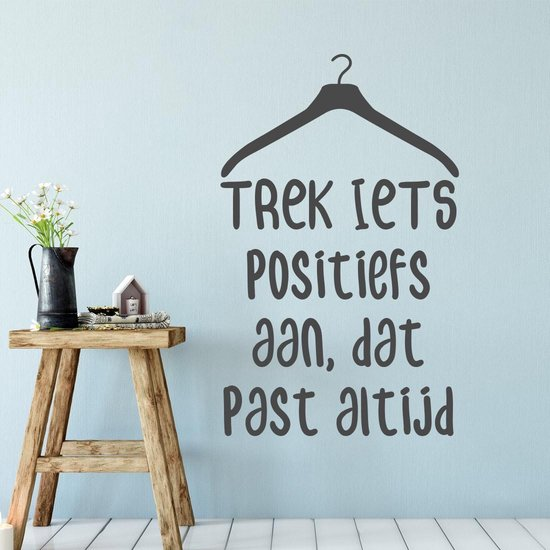 Trek Iets
Positiefs
aan, dat
Past altijd